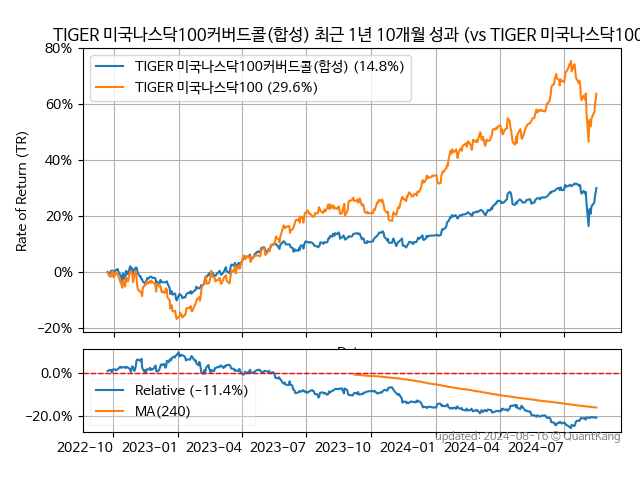 TIGER 미국나스닥100커버드콜(합성) 최근 1년 10개월 성과 (vs TIGER 미국나스닥100
80%
60%
40%
20%
0%
−20%
Rate of Return (TR)
TIGER 미국나스닥100커버드콜(합성) (14.8%)
TIGER 미국나스닥100 (29.6%)
0.0%
−20.0%
Relative (−11.4%)
MA(240)
updated: 2024-08-16 © QuantKang
2022-10 2023-01 2023-04 2023-07 2023-10 2024-01 2024-04 2024-07